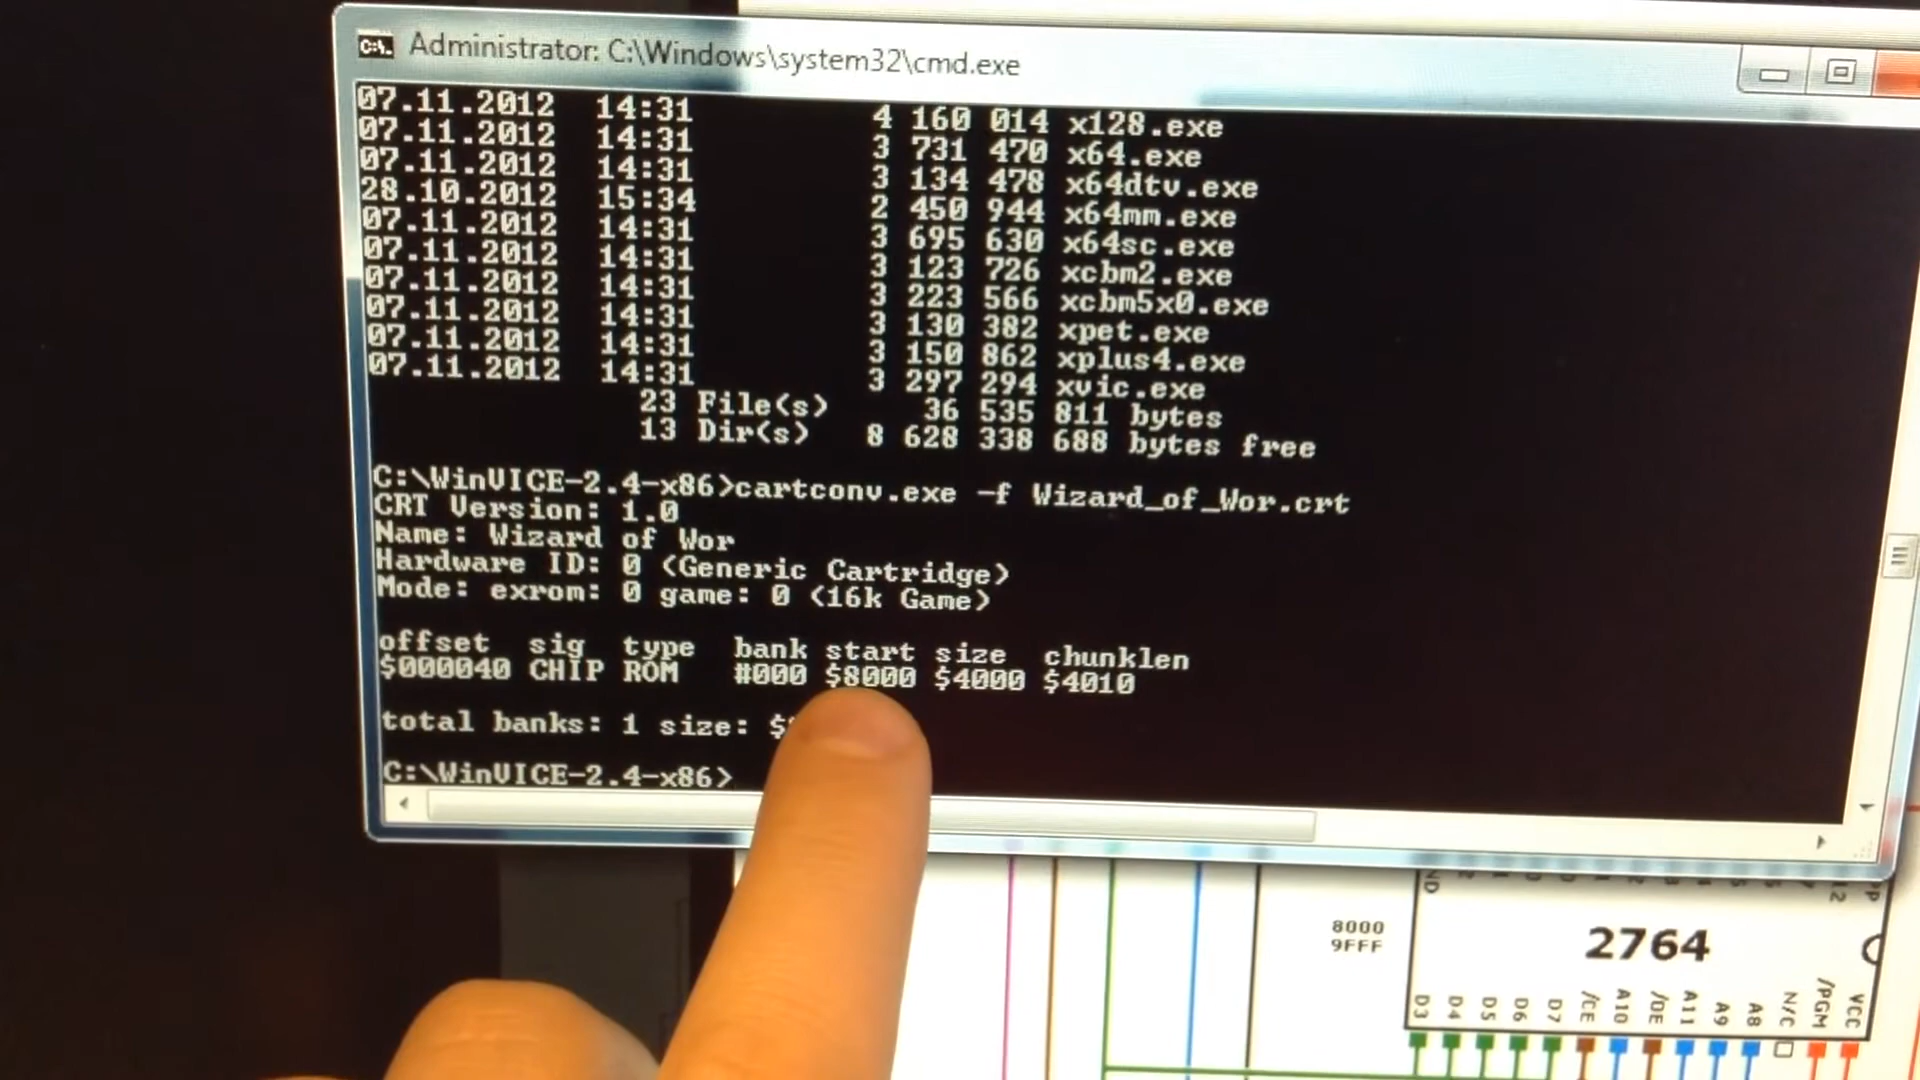 Administrator: C:\Windows\system32\cmd.exe
07.11.2012 14:31 4 160 014 x128.exe
07.11.2012 14:31 3 731 470 x64.exe
07.11.2012 14:31 3 134 478 x64dtv.exe
28.10.2012 15:34 2 450 944 x64mm.exe
07.11.2012 14:31 3 695 630 x64sc.exe
07.11.2012 14:31 3 123 726 xcbm2.exe
07.11.2012 14:31 3 223 566 xcbm5x0.exe
07.11.2012 14:31 3 130 382 xpet.exe
07.11.2012 14:31 3 150 862 xplus4.exe
07.11.2012 14:31 3 297 294 xvic.exe
23 File(s) 36 535 811 bytes
13 Dir(s) 8 628 338 688 bytes free
C:\WinVICE-2.4-x86>cartconv.exe -f Wizard_of_Wor.crt
CRT Version: 1.0
Name: Wizard of Wor
Hardware ID: 0 (Generic Cartridge)
Mode: exrom: 0 game: 0 (16k Game)
offset sig type bank start size chunklen
$000040 CHIP ROM #000 $8000 $4000 $4010
total banks: 1 size:
C:\WinVICE-2.4-x86>
8000
9FFF
2764
D3 D4 D5 D6 D7 /CE A10 /OE A11 A9 A8 N/C /PGM VCC